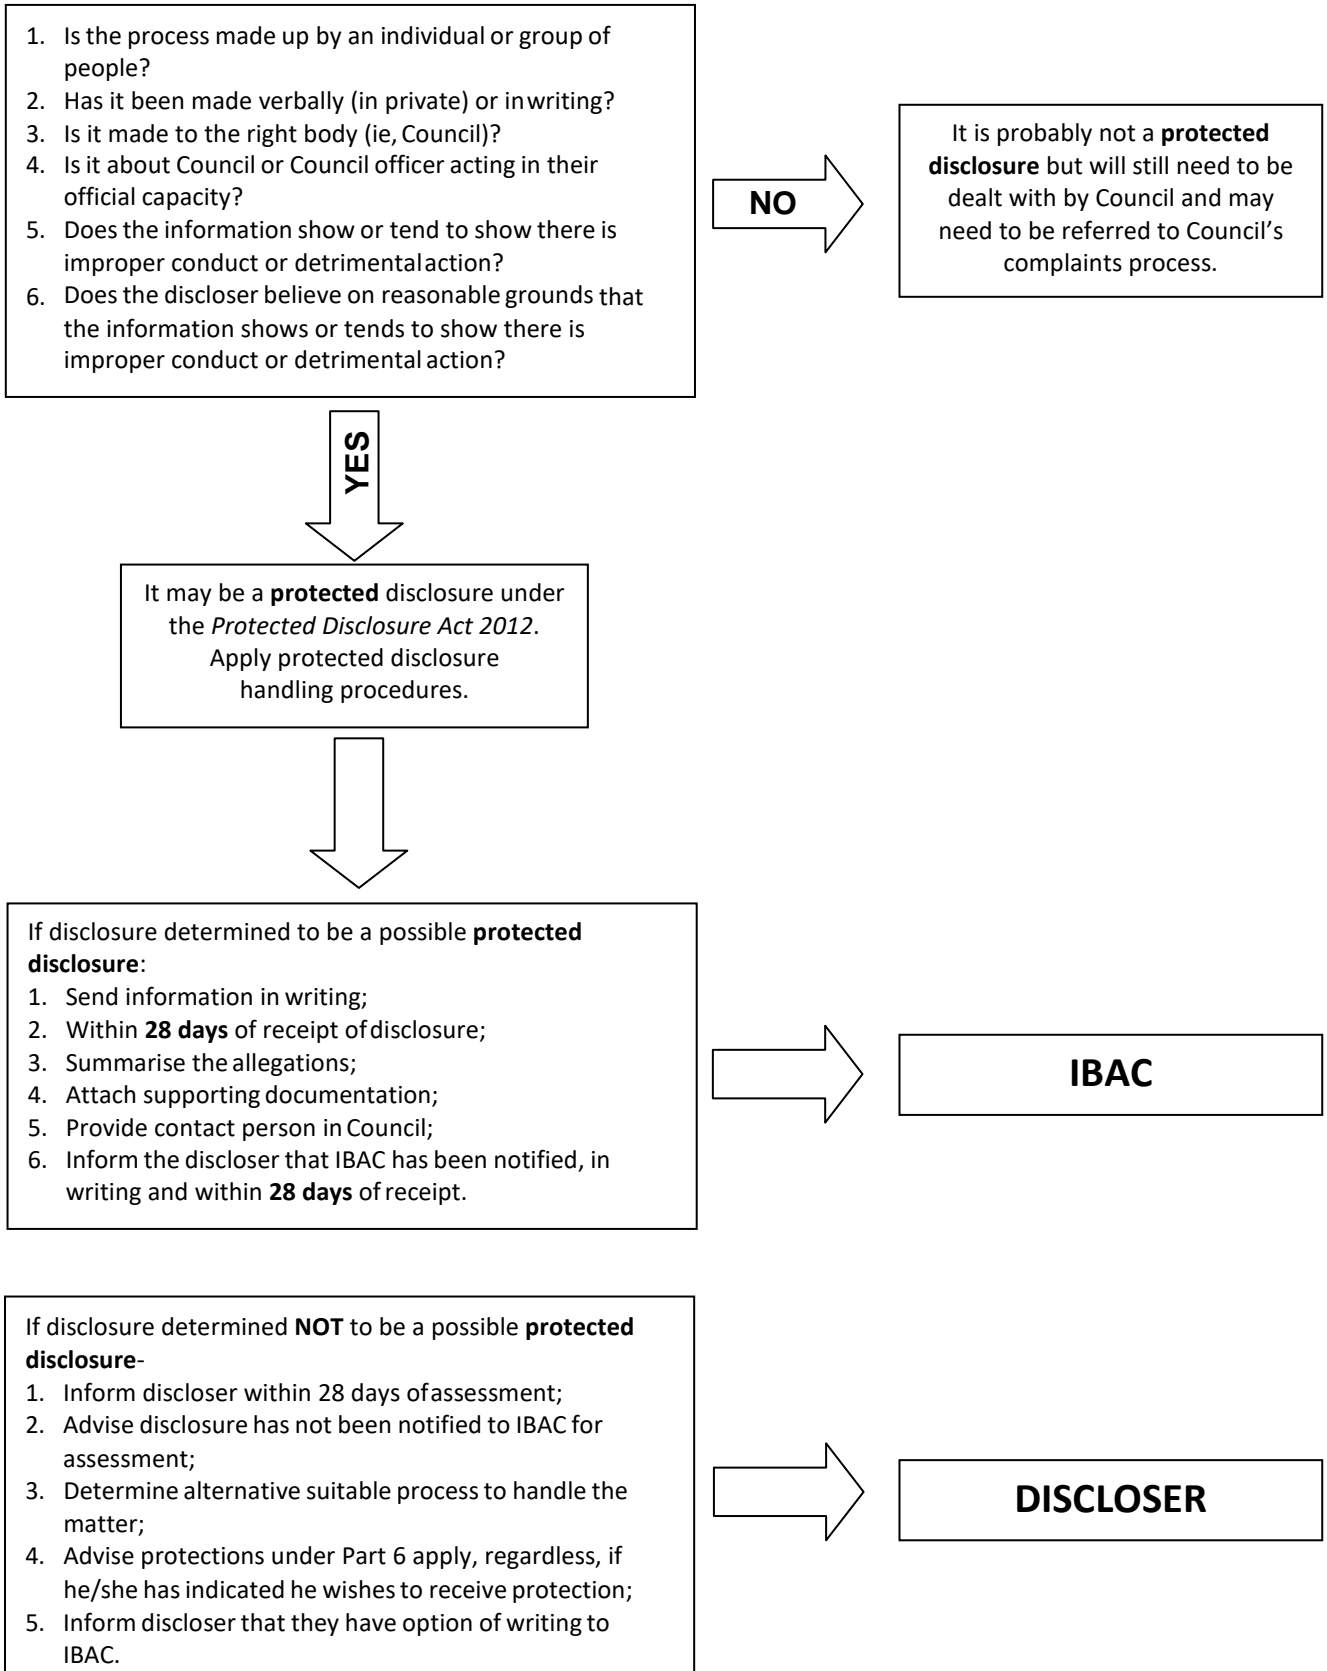 1. Is the process made up by an individual or group of
people?
2. Has it been made verbally (in private) or in writing?
3. Is it made to the right body (ie, Council)?
4. Is it about Council or Council officer acting in their
official capacity?
5. Does the information show or tend to show there is
improper conduct or detrimental action?
6. Does the discloser believe on reasonable grounds that
the information shows or tends to show there is
improper conduct or detrimental action?
NO
It is probably not a protected
disclosure but will still need to be
dealt with by Council and may
need to be referred to Council's
complaints process.
YES
It may be a protected disclosure under
the Protected Disclosure Act 2012.
Apply protected disclosure
handling procedures.
If disclosure determined to be a possible protected
disclosure:
1. Send information in writing;
2. Within 28 days of receipt of disclosure;
3. Summarise the allegations;
4. Attach supporting documentation;
5. Provide contact person in Council;
6. Inform the discloser that IBAC has been notified, in
writing and within 28 days of receipt.
IBAC
If disclosure determined NOT to be a possible protected
disclosure-
1. Inform discloser within 28 days of assessment;
2. Advise disclosure has not been notified to IBAC for
assessment;
3. Determine alternative suitable process to handle the
matter;
4. Advise protections under Part 6 apply, regardless, if
he/she has indicated he wishes to receive protection;
5. Inform discloser that they have option of writing to
IBAC.
DISCLOSER